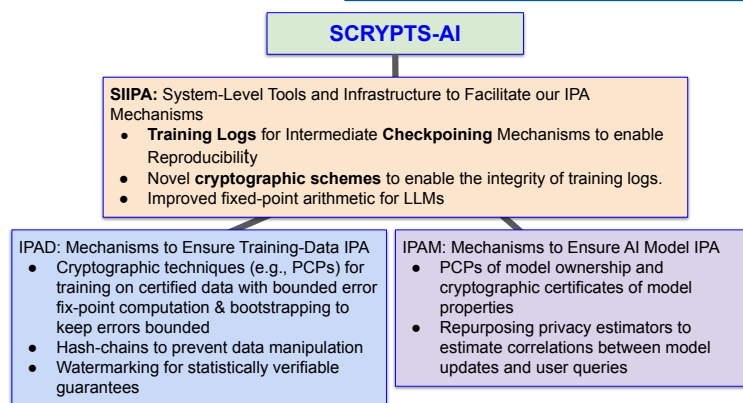 SCRYPTS-AI
SIIPA: System-Level Tools and Infrastructure to Facilitate our IPA
Mechanisms
● Training Logs for Intermediate Checkpoining Mechanisms to enable
Reproducibility
● Novel cryptographic schemes to enable the integrity of training logs.
● Improved fixed-point arithmetic for LLMs
IPAD: Mechanisms to Ensure Training-Data IPA
● Cryptographic techniques (e.g., PCPs) for
training on certified data with bounded error
fix-point computation & bootstrapping to
keep errors bounded
● Hash-chains to prevent data manipulation
● Watermarking for statistically verifiable
guarantees
IPAM: Mechanisms to Ensure AI Model IPA
● PCPs of model ownership and
cryptographic certificates of model
properties
● Repurposing privacy estimators to
estimate correlations between model
updates and user queries